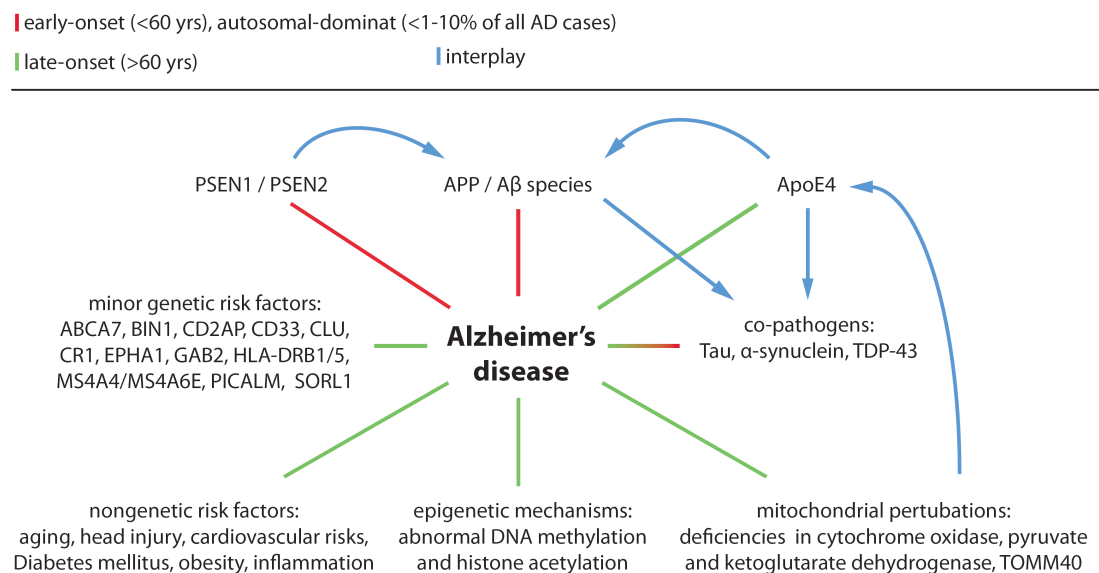 early-onset (<60 yrs), autosomal-dominat (<1-10% of all AD cases)
late-onset (>60 yrs)
interplay
PSEN1 / PSEN2
APP / Aβ species
ApoE4
minor genetic risk factors:
ABCA7, BIN1, CD2AP, CD33, CLU,
CR1, EPHA1, GAB2, HLA-DRB1/5,
MS4A4/MS4A6E, PICALM, SORL1
Alzheimer's
disease
co-pathogens:
Tau, α-synuclein, TDP-43
nongenetic risk factors:
aging, head injury, cardiovascular risks,
Diabetes mellitus, obesity, inflammation
epigenetic mechanisms:
abnormal DNA methylation
and histone acetylation
mitochondrial pertubations:
deficiencies in cytochrome oxidase, pyruvate
and ketoglutarate dehydrogenase, TOMM40